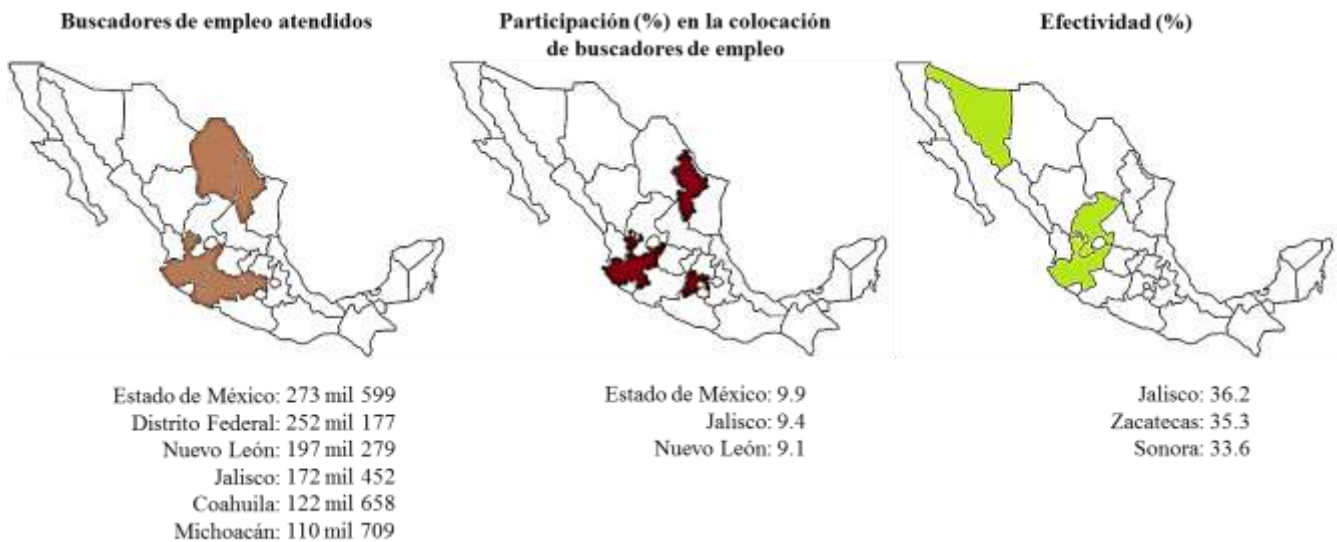 Buscadores de empleo atendidos
Participación (%) en la colocación
de buscadores de empleo
Efectividad (%)
Estado de México: 273 mil 599
Distrito Federal: 252 mil 177
Nuevo León: 197 mil 279
Jalisco: 172 mil 452
Coahuila: 122 mil 658
Michoacán: 110 mil 709
Estado de México: 9.9
Jalisco: 9.4
Nuevo León: 9.1
Jalisco: 36.2
Zacatecas: 35.3
Sonora: 33.6